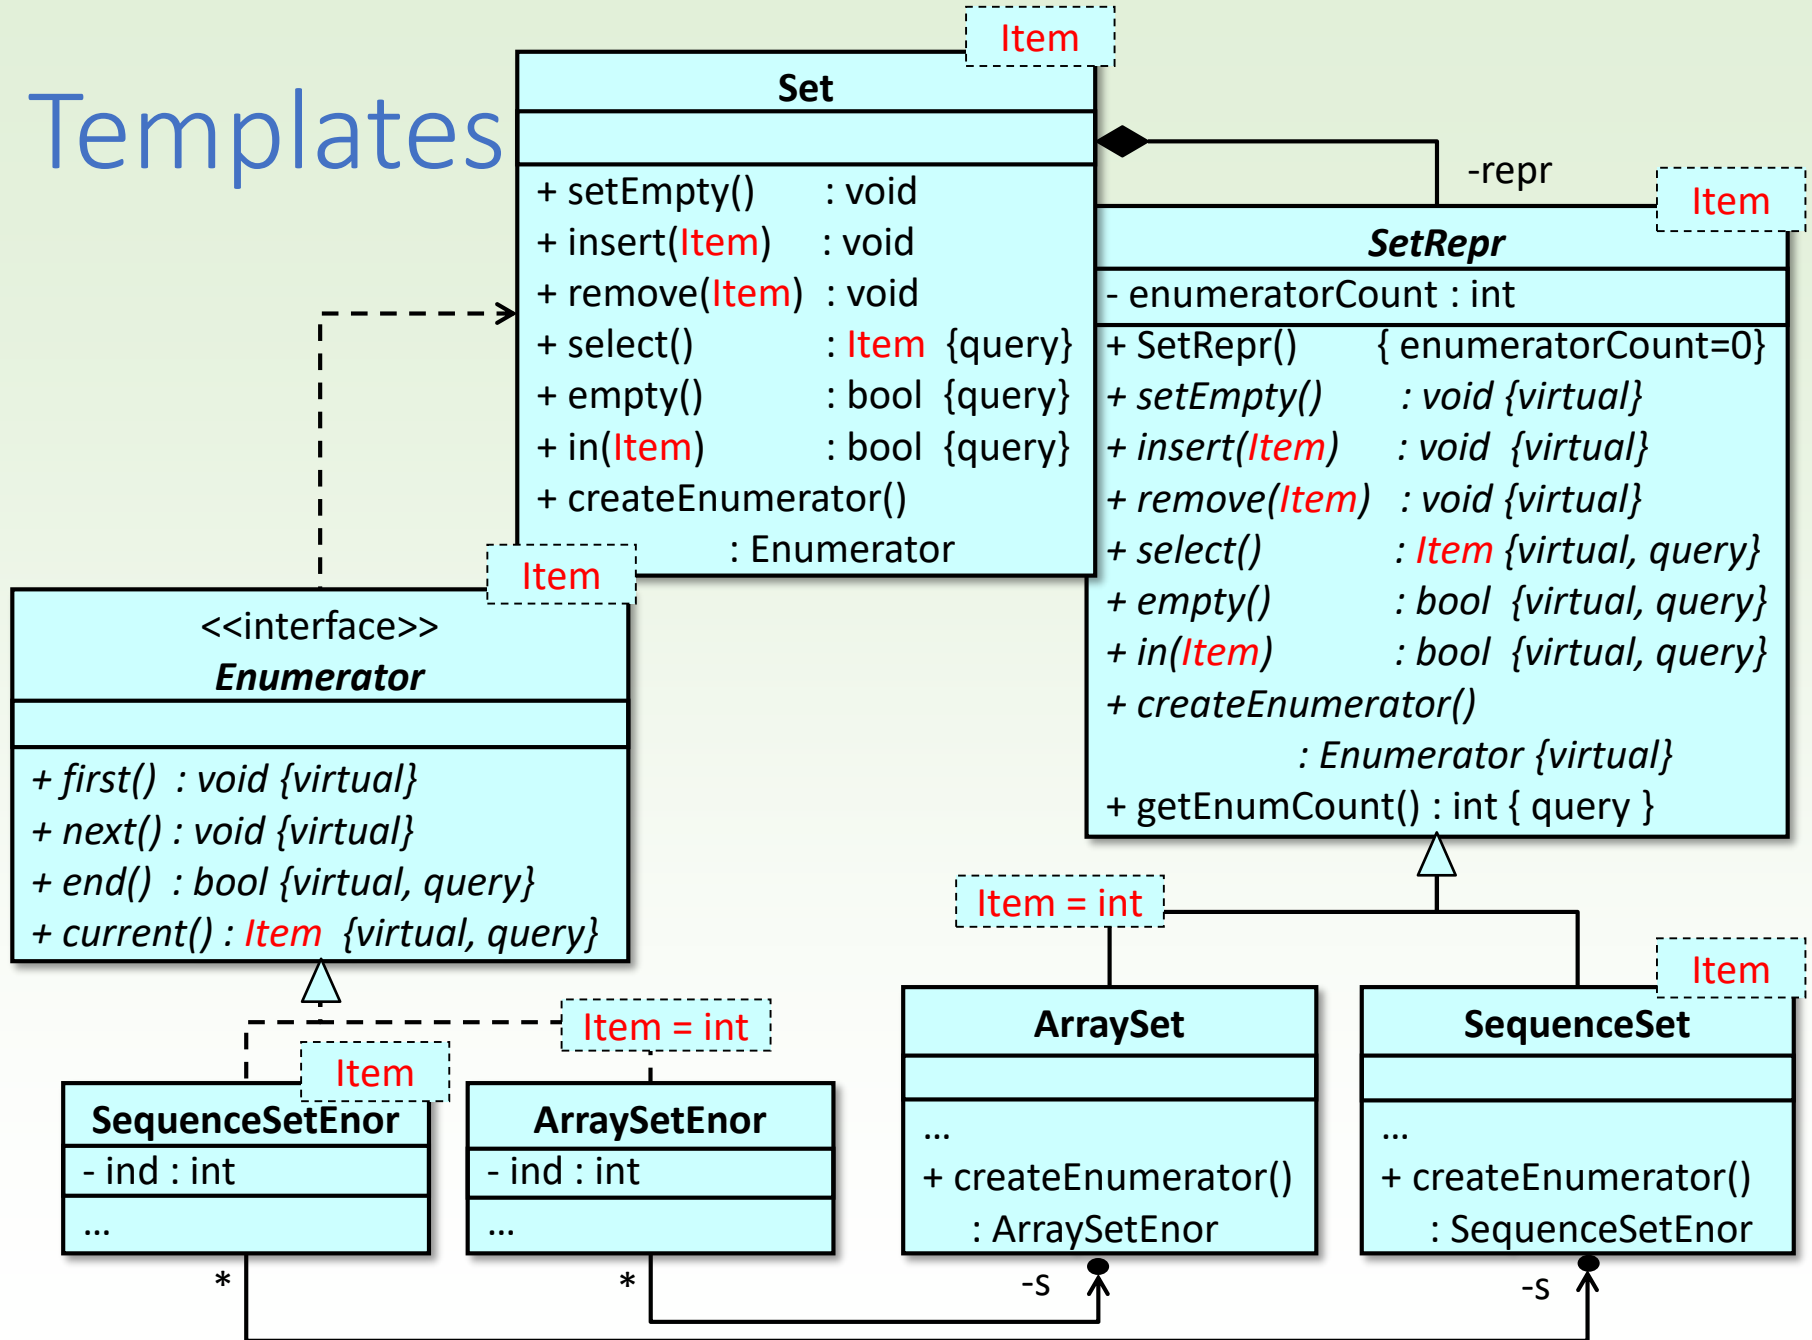 Templates
Item
Set
+ setEmpty() : void
+ insert(Item) : void
+ remove(Item) : void
+ select() : Item {query}
+ empty() : bool {query}
+ in(Item) : bool {query}
+ createEnumerator()
: Enumerator
-repr
Item
SetRepr
- enumeratorCount : int
+ SetRepr() { enumeratorCount=0}
+ setEmpty() : void {virtual}
+ insert(Item) : void {virtual}
+ remove(Item) : void {virtual}
+ select() : Item {virtual, query}
+ empty() : bool {virtual, query}
+ in(Item) : bool {virtual, query}
+ createEnumerator()
: Enumerator {virtual}
+ getEnumCount() : int { query }
Item
<<interface>>
Enumerator
+ first() : void {virtual}
+ next() : void {virtual}
+ end() : bool {virtual, query}
+ current() : Item {virtual, query}
Item = int
Item
SequenceSetEnor
- ind : int
...
ArraySetEnor
- ind : int
...
Item = int
ArraySet
...
+ createEnumerator()
: ArraySetEnor
Item
SequenceSet
...
+ createEnumerator()
: SequenceSetEnor
*
*
-s
-s